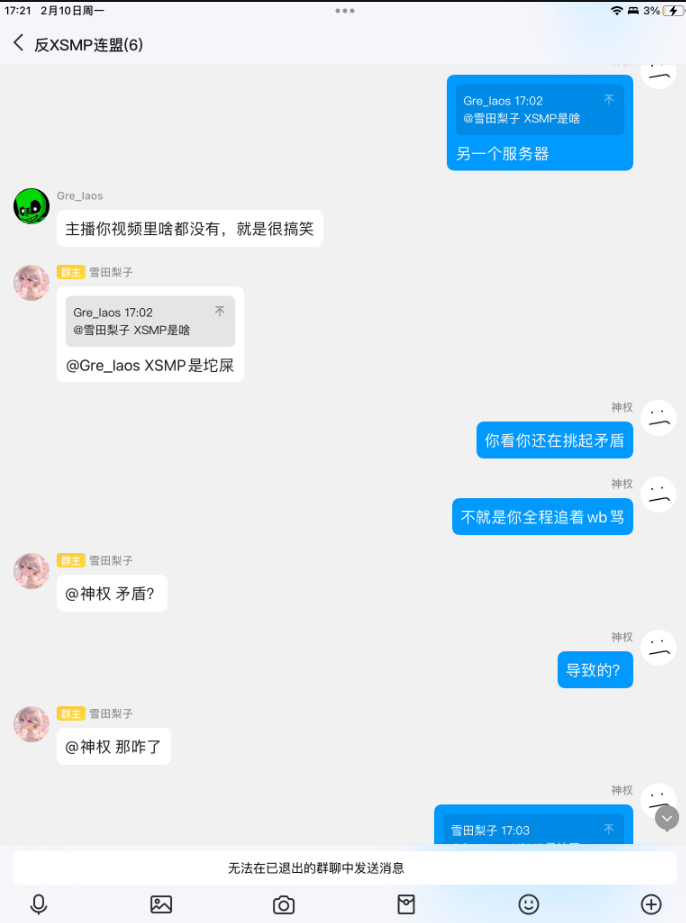 17:21 2月10日周一
3%
反XSMP连盟(6)
Gre_laos 17:02
@雪田梨子 XSMP是啥
另一个服务器
Gre_laos
主播你视频里啥都没有，就是很搞笑
群主 雪田梨子
Gre_laos 17:02
@雪田梨子 XSMP是啥
@Gre_laos XSMP是坨屎
神权
你看你还在挑起矛盾
神权
不就是你全程追着wb骂
群主 雪田梨子
@神权 矛盾？
神权
导致的？
群主 雪田梨子
@神权 那咋了
神权
雪田梨子 17:03
无法在已退出的群聊中发送消息